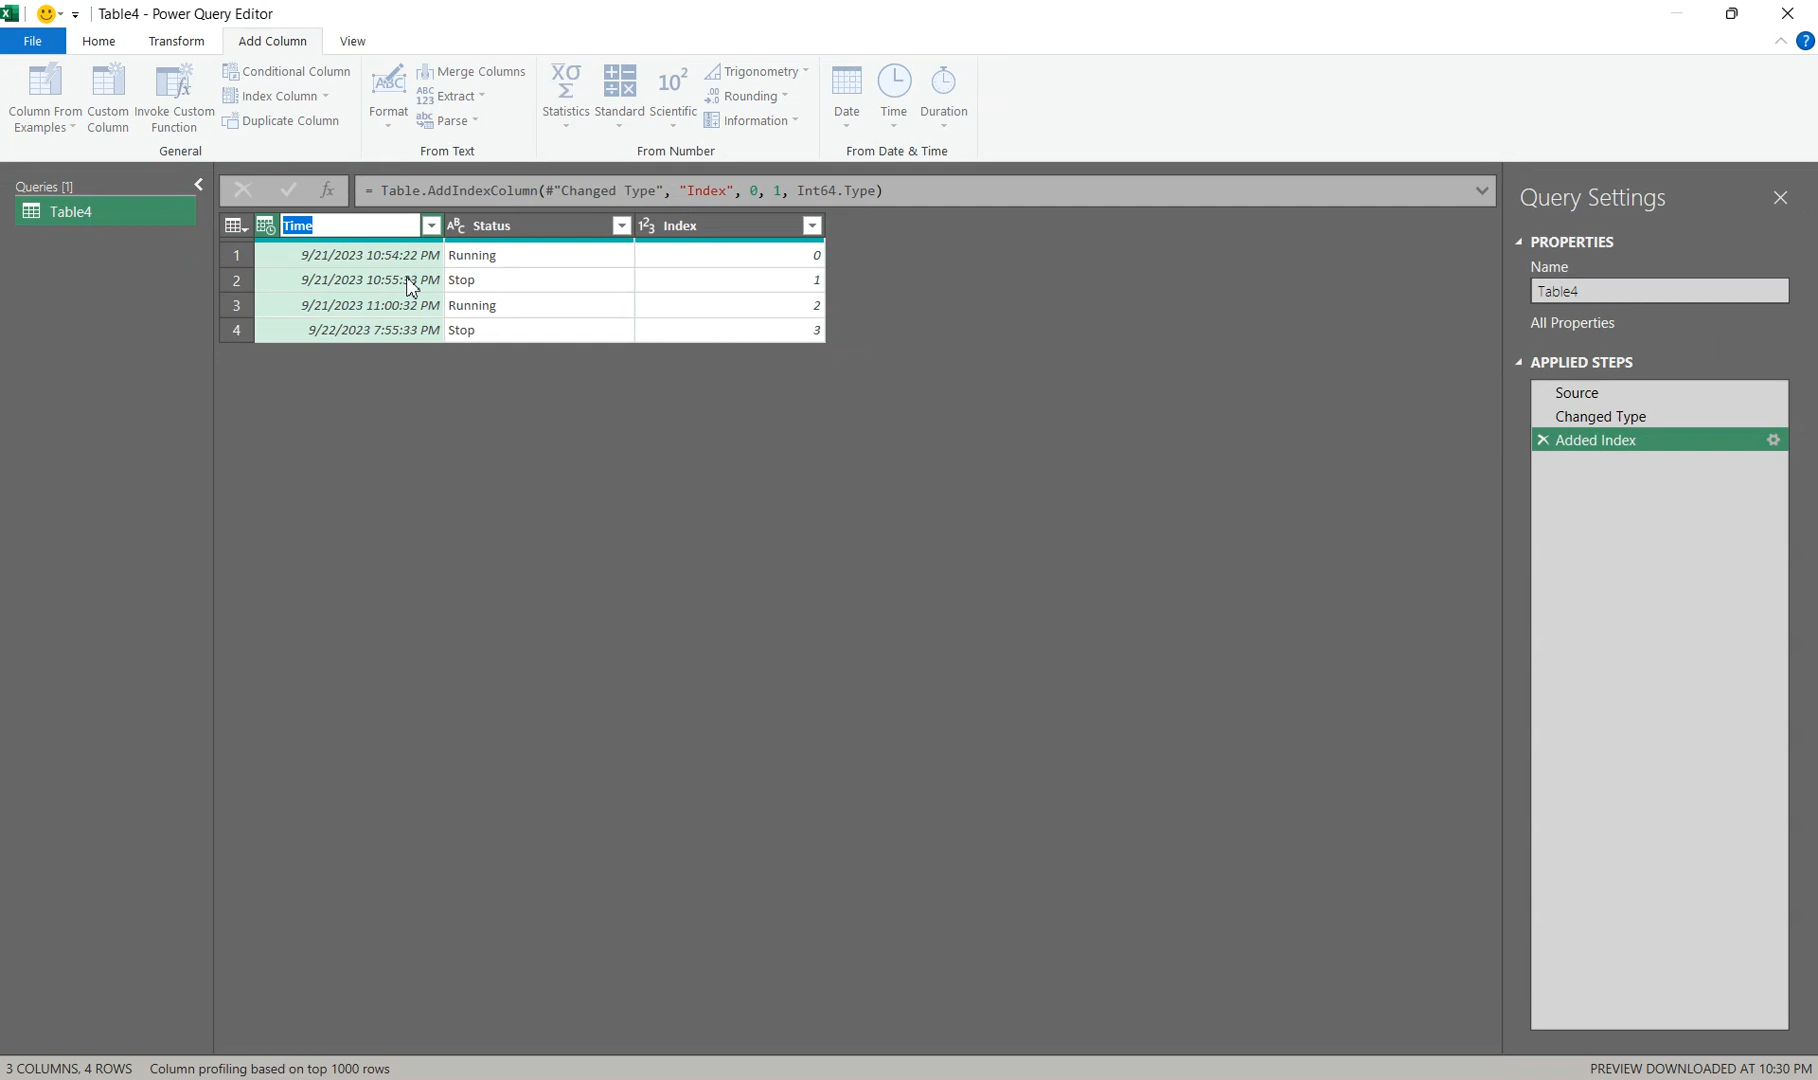 Table4 - Power Query Editor
File Home Transform Add Column View
Column From Examples
Custom Column
Invoke Custom Function
Conditional Column
Index Column
Duplicate Column
General
Format
Merge Columns
Extract
Parse
From Text
Statistics
Standard
Scientific
Trigonometry
Rounding
Information
From Number
Date
Time
Duration
From Date & Time
Queries [1]
Table4
= Table.AddIndexColumn(#"Changed Type", "Index", 0, 1, Int64.Type)
Time Status Index
1 9/21/2023 10:54:22 PM Running 0
2 9/21/2023 10:55:33 PM Stop 1
3 9/21/2023 11:00:32 PM Running 2
4 9/22/2023 7:55:33 PM Stop 3
Query Settings
PROPERTIES
Name
Table4
All Properties
APPLIED STEPS
Source
Changed Type
Added Index
3 COLUMNS, 4 ROWS Column profiling based on top 1000 rows
PREVIEW DOWNLOADED AT 10:30 PM